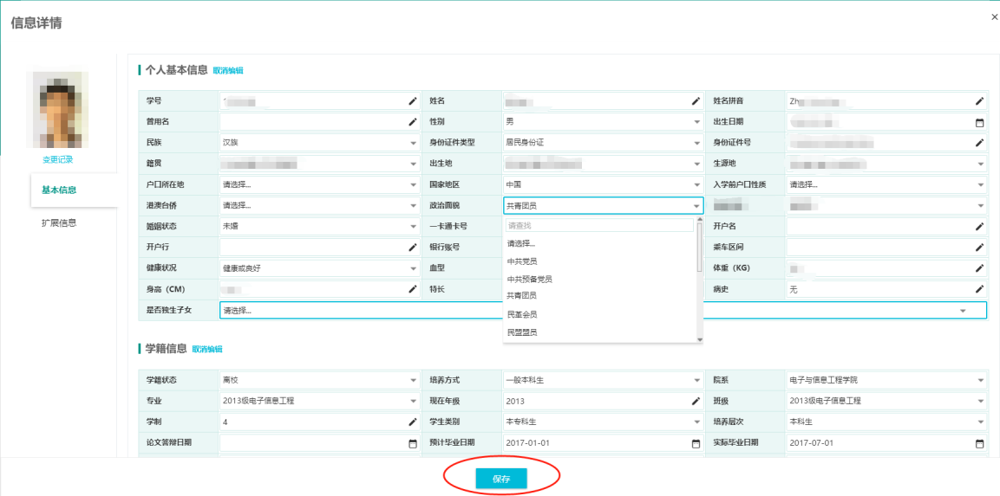 信息详情
×
变更记录
基本信息
扩展信息
个人基本信息 取消编辑
学号 姓名 姓名拼音 Zh
曾用名 性别 男 出生日期
民族 汉族 身份证件类型 居民身份证 身份证件号
籍贯 出生地 生源地
户口所在地 请选择... 国家地区 中国 入学前户口性质 请选择...
港澳台侨 请选择... 政治面貌 共青团员
婚姻状态 未婚 一卡通卡号 请查找 开户名
开户行 银行账号 请选择... 乘车区间
健康状况 健康或良好 血型 中共党员 体重（KG）
中共预备党员
身高（CM） 特长 共青团员 病史 无
是否独生子女 请选择... 民革会员
民盟盟员
学籍信息 取消编辑
学籍状态 离校 培养方式 一般本科生 院系 电子与信息工程学院
专业 2013级电子信息工程 现在年级 2013 班级 2013级电子信息工程
学制 4 学生类别 本专科生 培养层次 本科生
论文答辩日期 预计毕业日期 2017-01-01 实际毕业日期 2017-07-01
保存